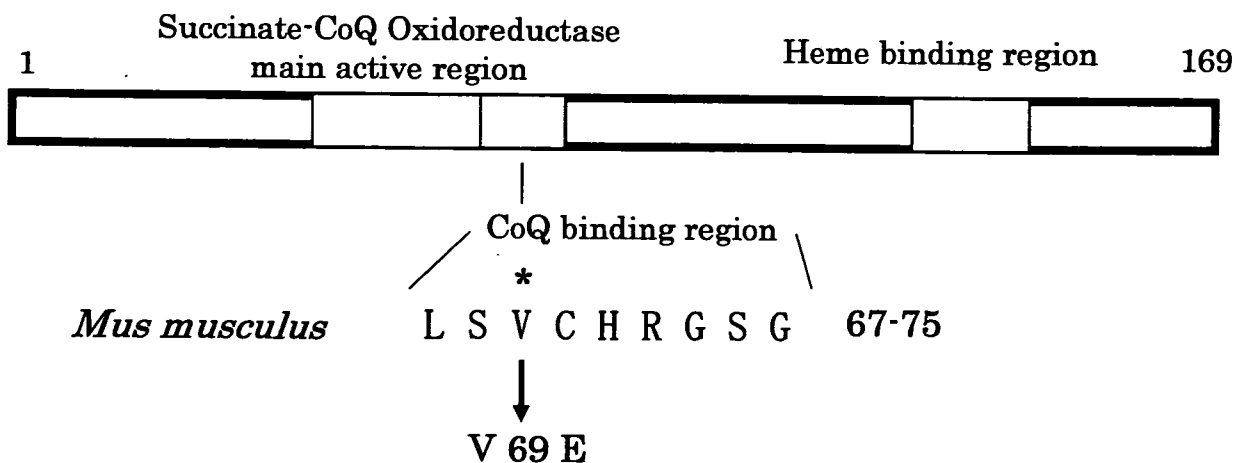 Succinate-CoQ Oxidoreductase
1 main active region Heme binding region 169
CoQ binding region
*
Mus musculus L S V C H R G S G 67-75
V 69 E